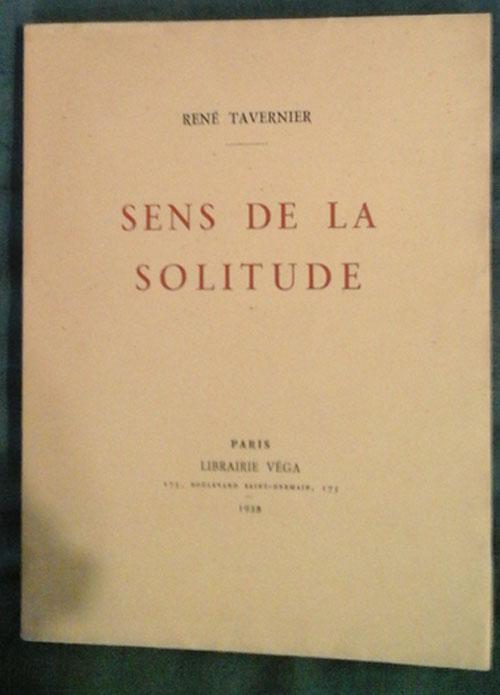 RENÉ TAVERNIER
SENS DE LA
SOLITUDE
PARIS
LIBRAIRIE VÉGA
175, BOULEVARD SAINT-GERMAIN, 175
1938